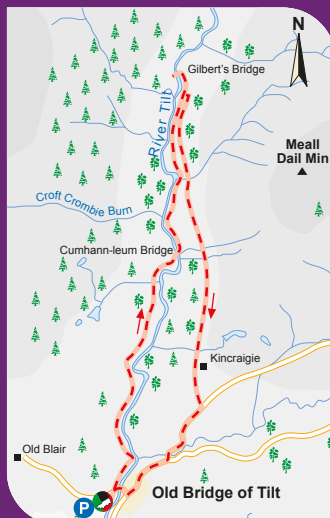 N
Gilbert's Bridge
River Tilt
Meall
Dail Min
Croft Crombie Burn
Cumhann-leum Bridge
Kincraigie
Old Blair
P
Old Bridge of Tilt